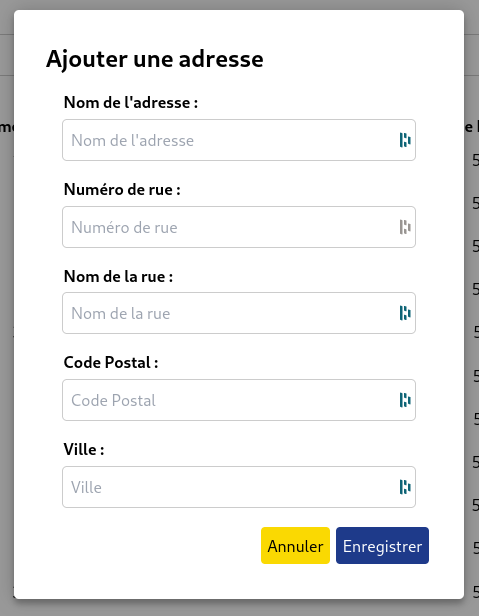 Ajouter une adresse
Nom de l'adresse :
Nom de l'adresse
Numéro de rue :
Numéro de rue
Nom de la rue :
Nom de la rue
Code Postal :
Code Postal
Ville :
Ville
Annuler Enregistrer